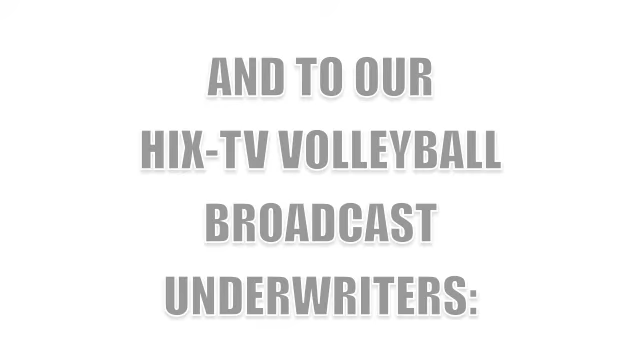 AND TO OUR
HIX-TV VOLLEYBALL
BROADCAST
UNDERWRITERS: